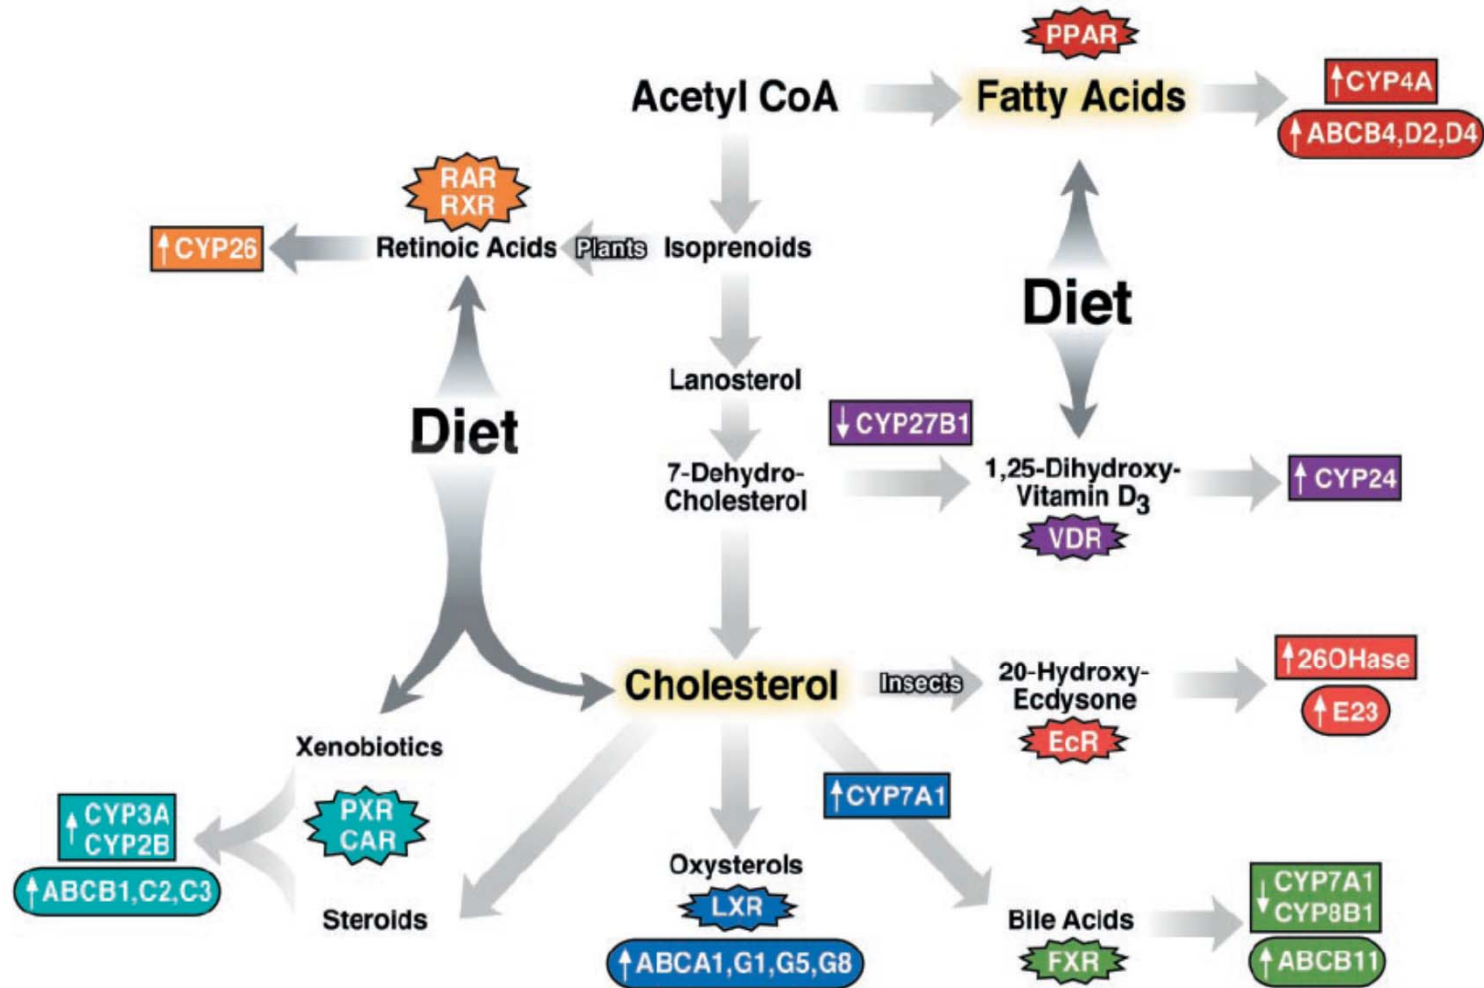 PPAR
Acetyl CoA
Fatty Acids
↑CYP4A
↑ABCB4,D2,D4
RAR
RXR
↑CYP26
Retinoic Acids
Plants
Isoprenoids
Diet
Lanosterol
Diet
↓CYP27B1
7-Dehydro-
Cholesterol
1,25-Dihydroxy-
Vitamin D3
VDR
↑CYP24
Cholesterol
Insects
20-Hydroxy-
Ecdysone
EcR
↑26OHase
↑E23
Xenobiotics
↑CYP3A
CYP2B
↑ABCB1,C2,C3
PXR
CAR
Steroids
↑CYP7A1
Oxysterols
LXR
↑ABCA1,G1,G5,G8
Bile Acids
FXR
↓CYP7A1
CYP8B1
↑ABCB11